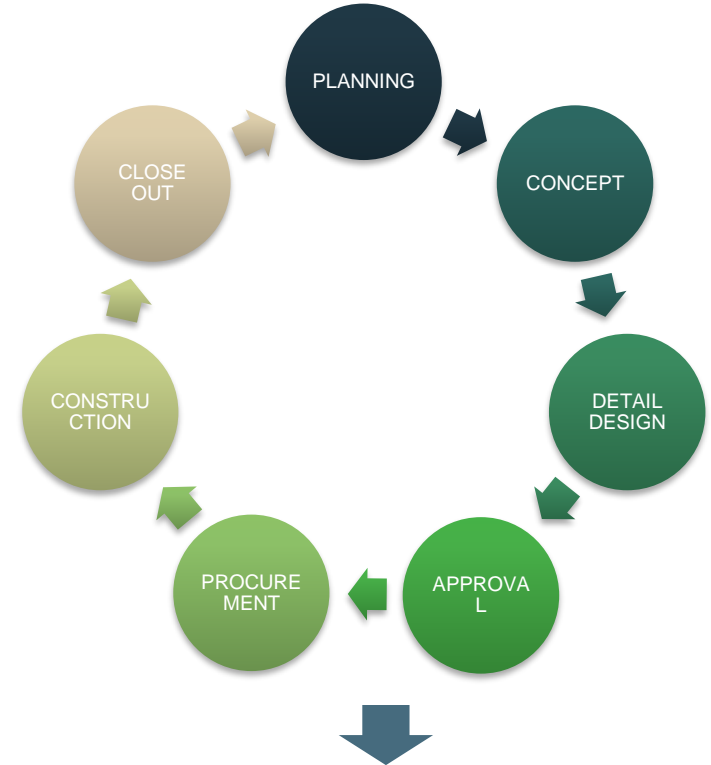 PLANNING
CONCEPT
DETAIL
DESIGN
APPROVA
L
PROCURE
MENT
CONSTRU
CTION
CLOSE
OUT